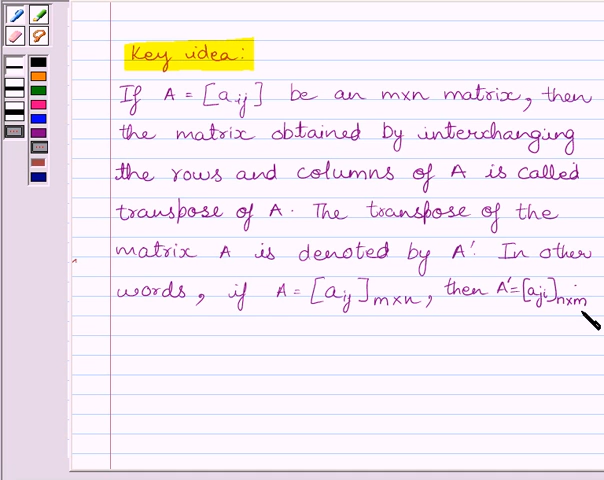 Key idea:
If A = [aij] be an m×n matrix, then
the matrix obtained by interchanging
the rows and columns of A is called
transpose of A. The transpose of the
matrix A is denoted by A'. In other
words, if A = [aij]m×n, then A' = [aji]n×m